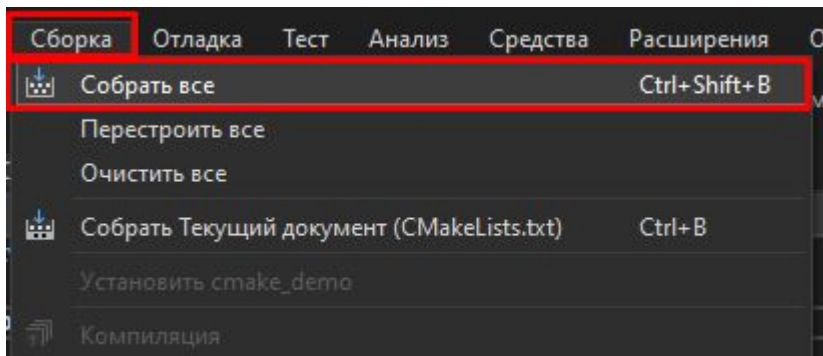 Сборка Отладка Тест Анализ Средства Расширения
Собрать все Ctrl+Shift+B
Перестроить все
Очистить все
Собрать Текущий документ (CMakeLists.txt) Ctrl+B
Установить cmake_demo
Компиляция